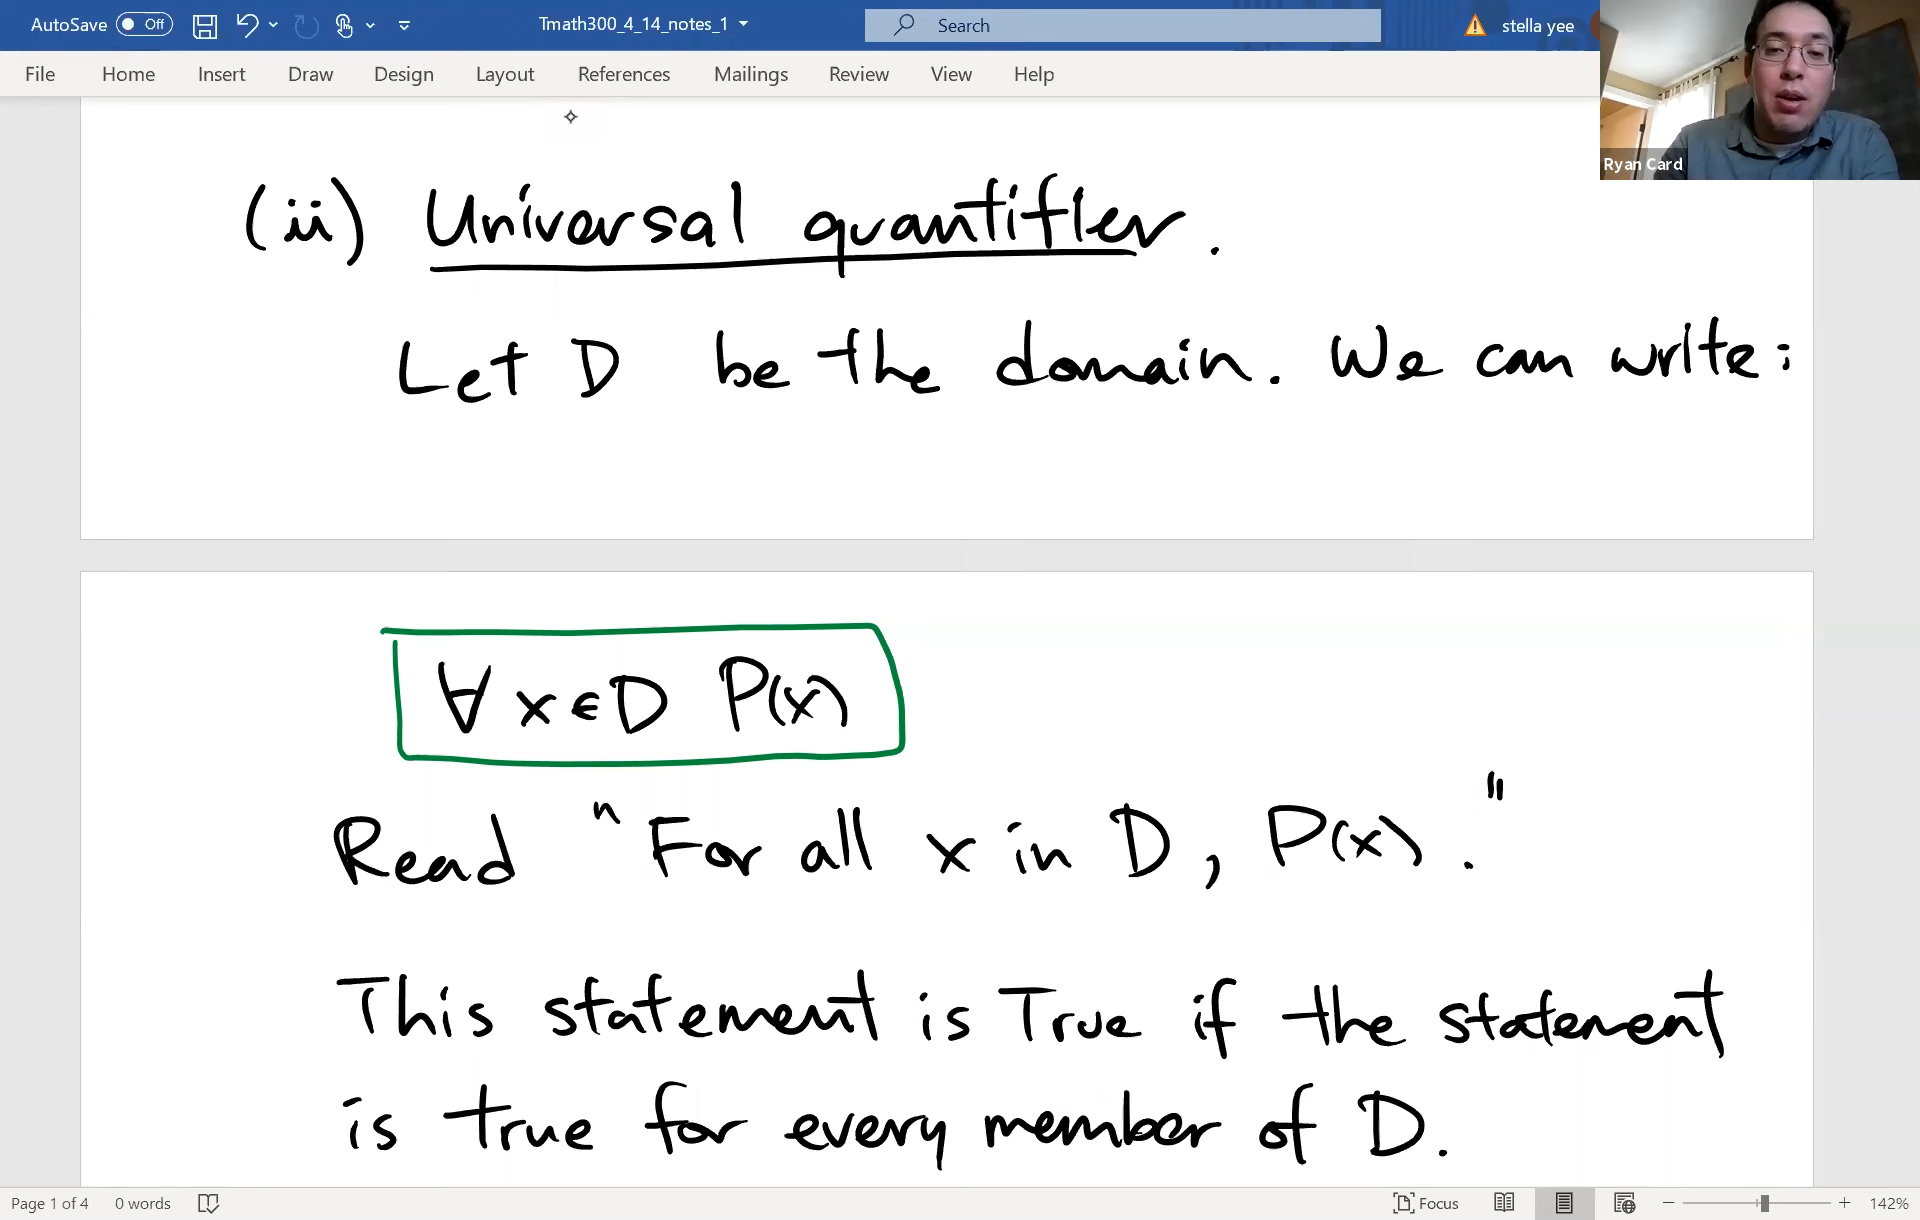 AutoSave Off Tmath300_4_14_notes_1 Search stella yee
File Home Insert Draw Design Layout References Mailings Review View Help
Ryan Card
(ii) Universal quantifier.
Let D be the domain. We can write:
∀ x ∈ D P(x)
Read "For all x in D, P(x)."
This statement is True if the statement
is true for every member of D.
Page 1 of 4 0 words Focus 142%